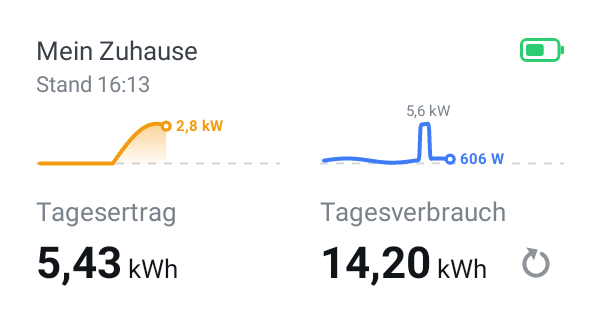 Mein Zuhause
Stand 16:13
2,8 kW
5,6 kW
606 W
Tagesertrag
5,43 kWh
Tagesverbrauch
14,20 kWh